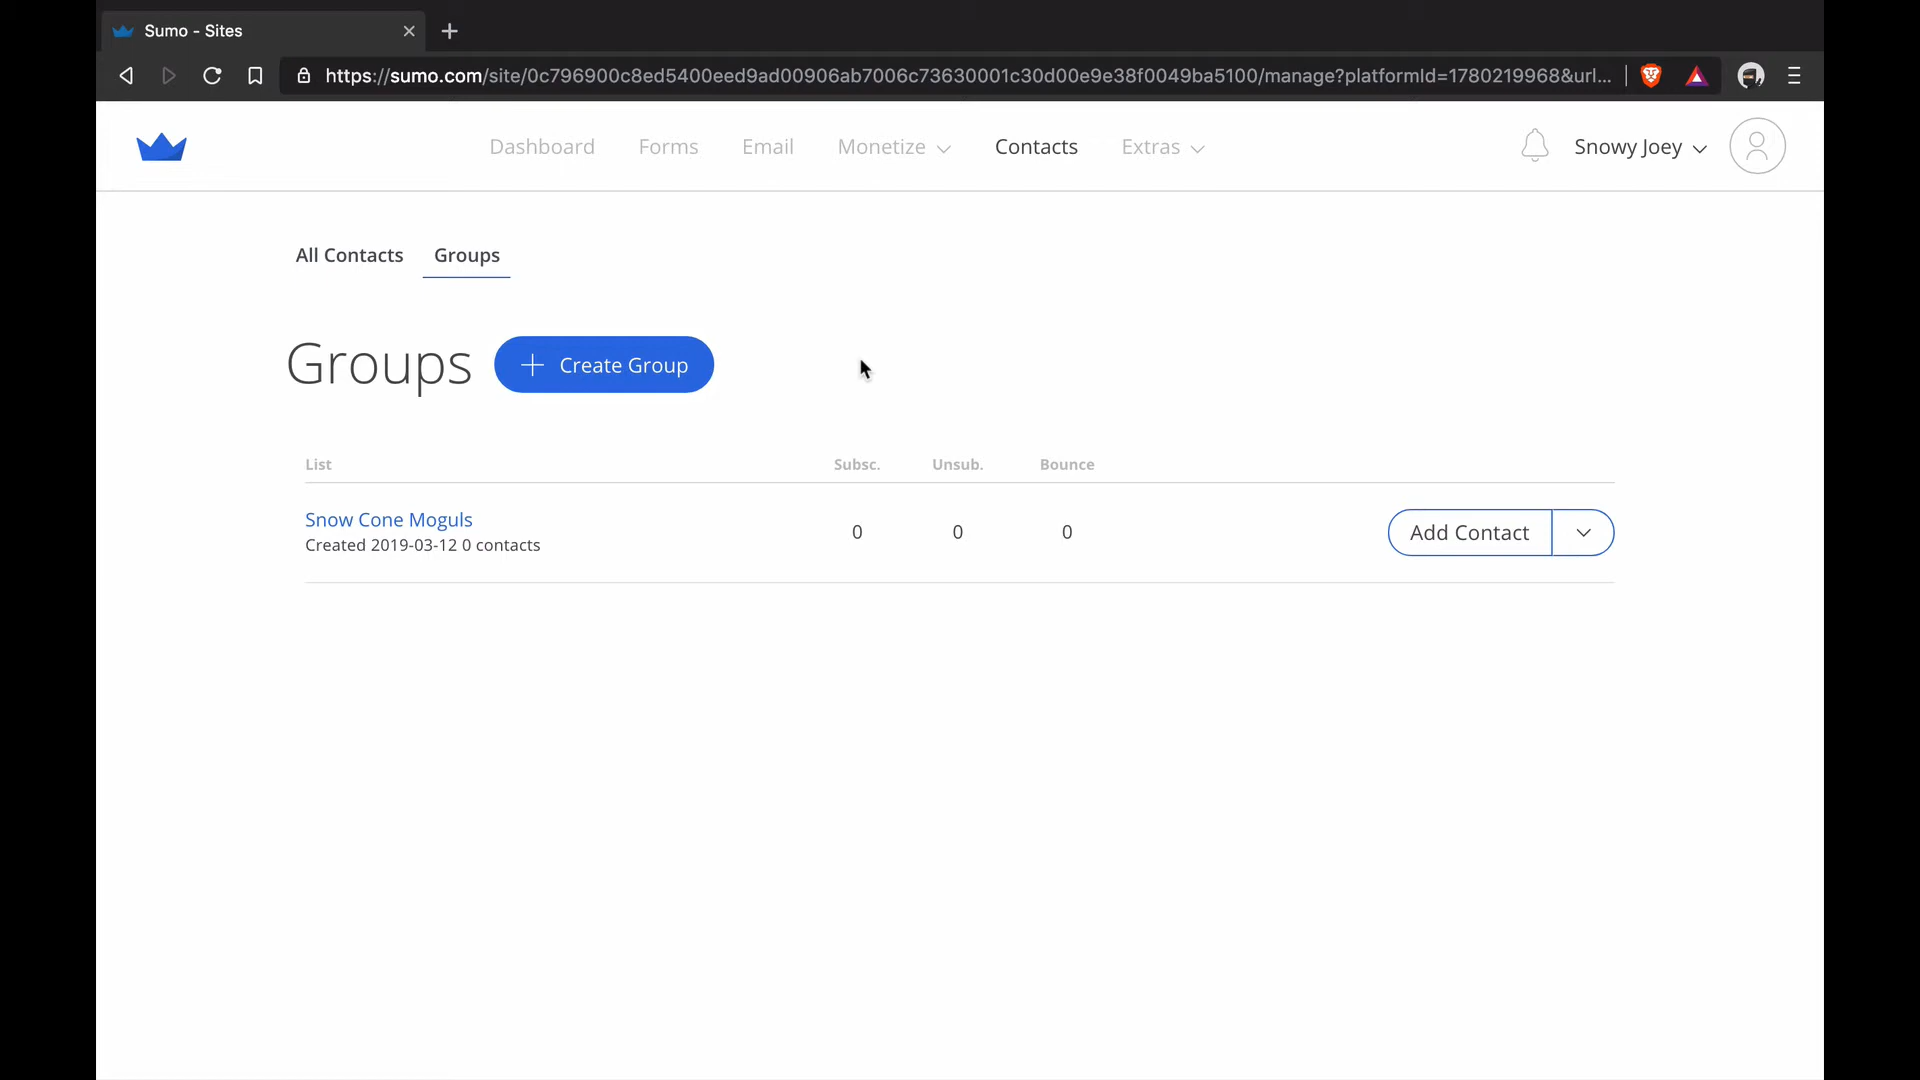 Sumo - Sites
https://sumo.com/site/0c796900c8ed5400eed9ad00906ab7006c73630001c30d00e9e38f0049ba5100/manage?platformId=1780219968&url...
Dashboard Forms Email Monetize Contacts Extras Snowy Joey
All Contacts Groups
Groups + Create Group
List Subsc. Unsub. Bounce
Snow Cone Moguls
Created 2019-03-12 0 contacts
0 0 0 Add Contact